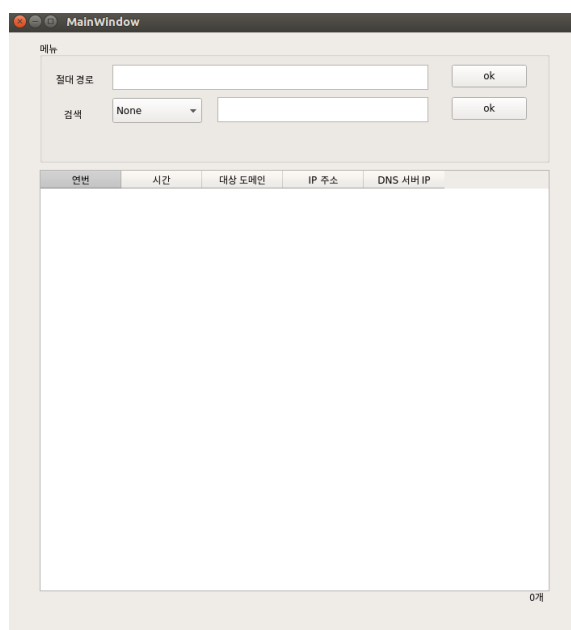 MainWindow
메뉴
절대 경로 ok
검색 None ok
연번 시간 대상 도메인 IP 주소 DNS 서버 IP
0개